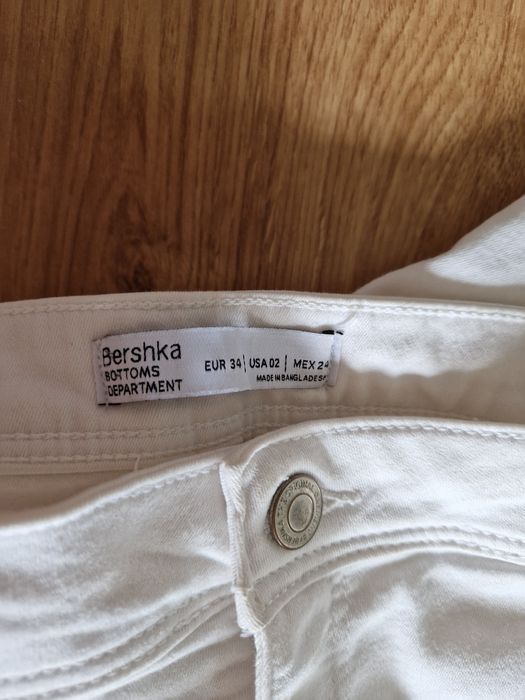 Bershka
BOTTOMS
DEPARTMENT
EUR 34 | USA 02 | MEX 24
MADE IN BANGLADESH